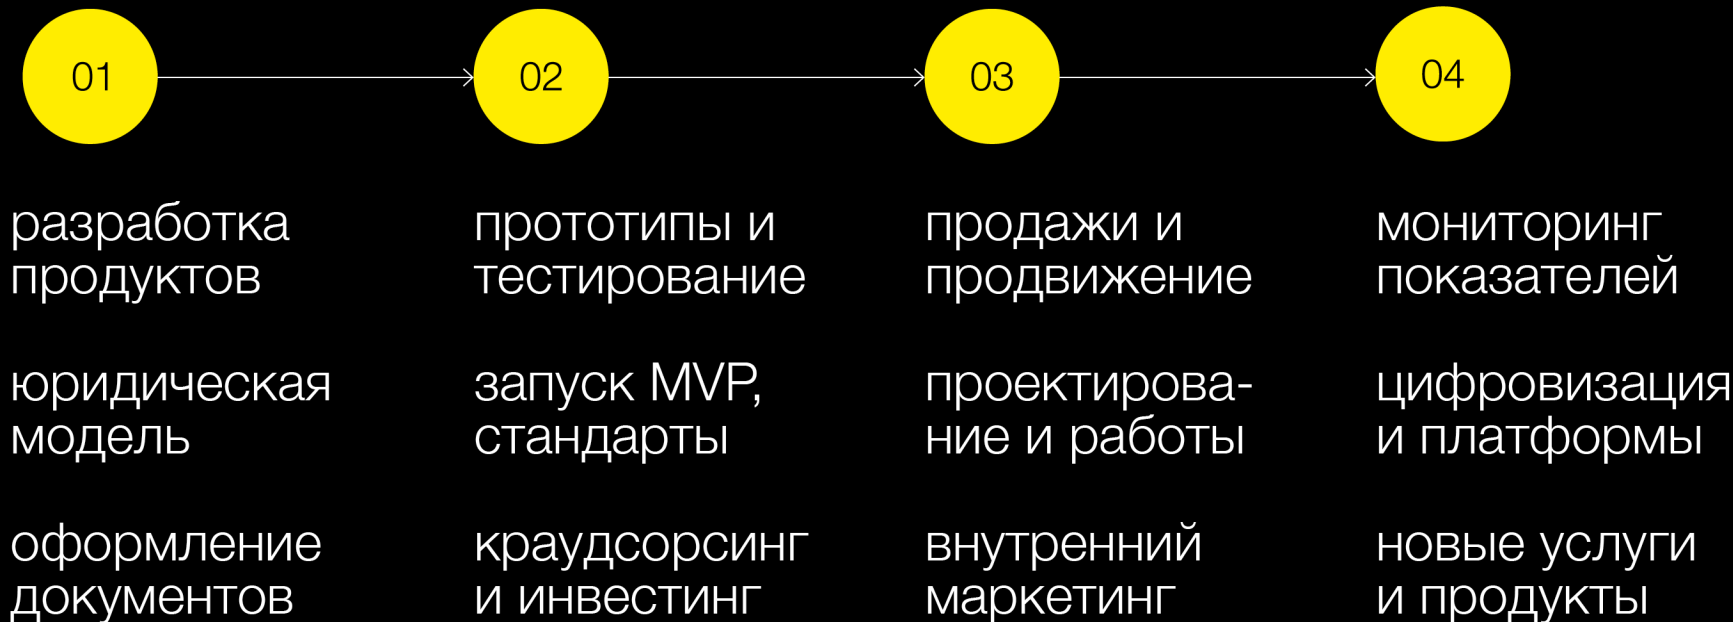 01
02
03
04
разработка
продуктов
юридическая
модель
оформление
документов
прототипы и
тестирование
запуск MVP,
стандарты
краудсорсинг
и инвестинг
продажи и
продвижение
проектирова-
ние и работы
внутренний
маркетинг
мониторинг
показателей
цифровизация
и платформы
новые услуги
и продукты